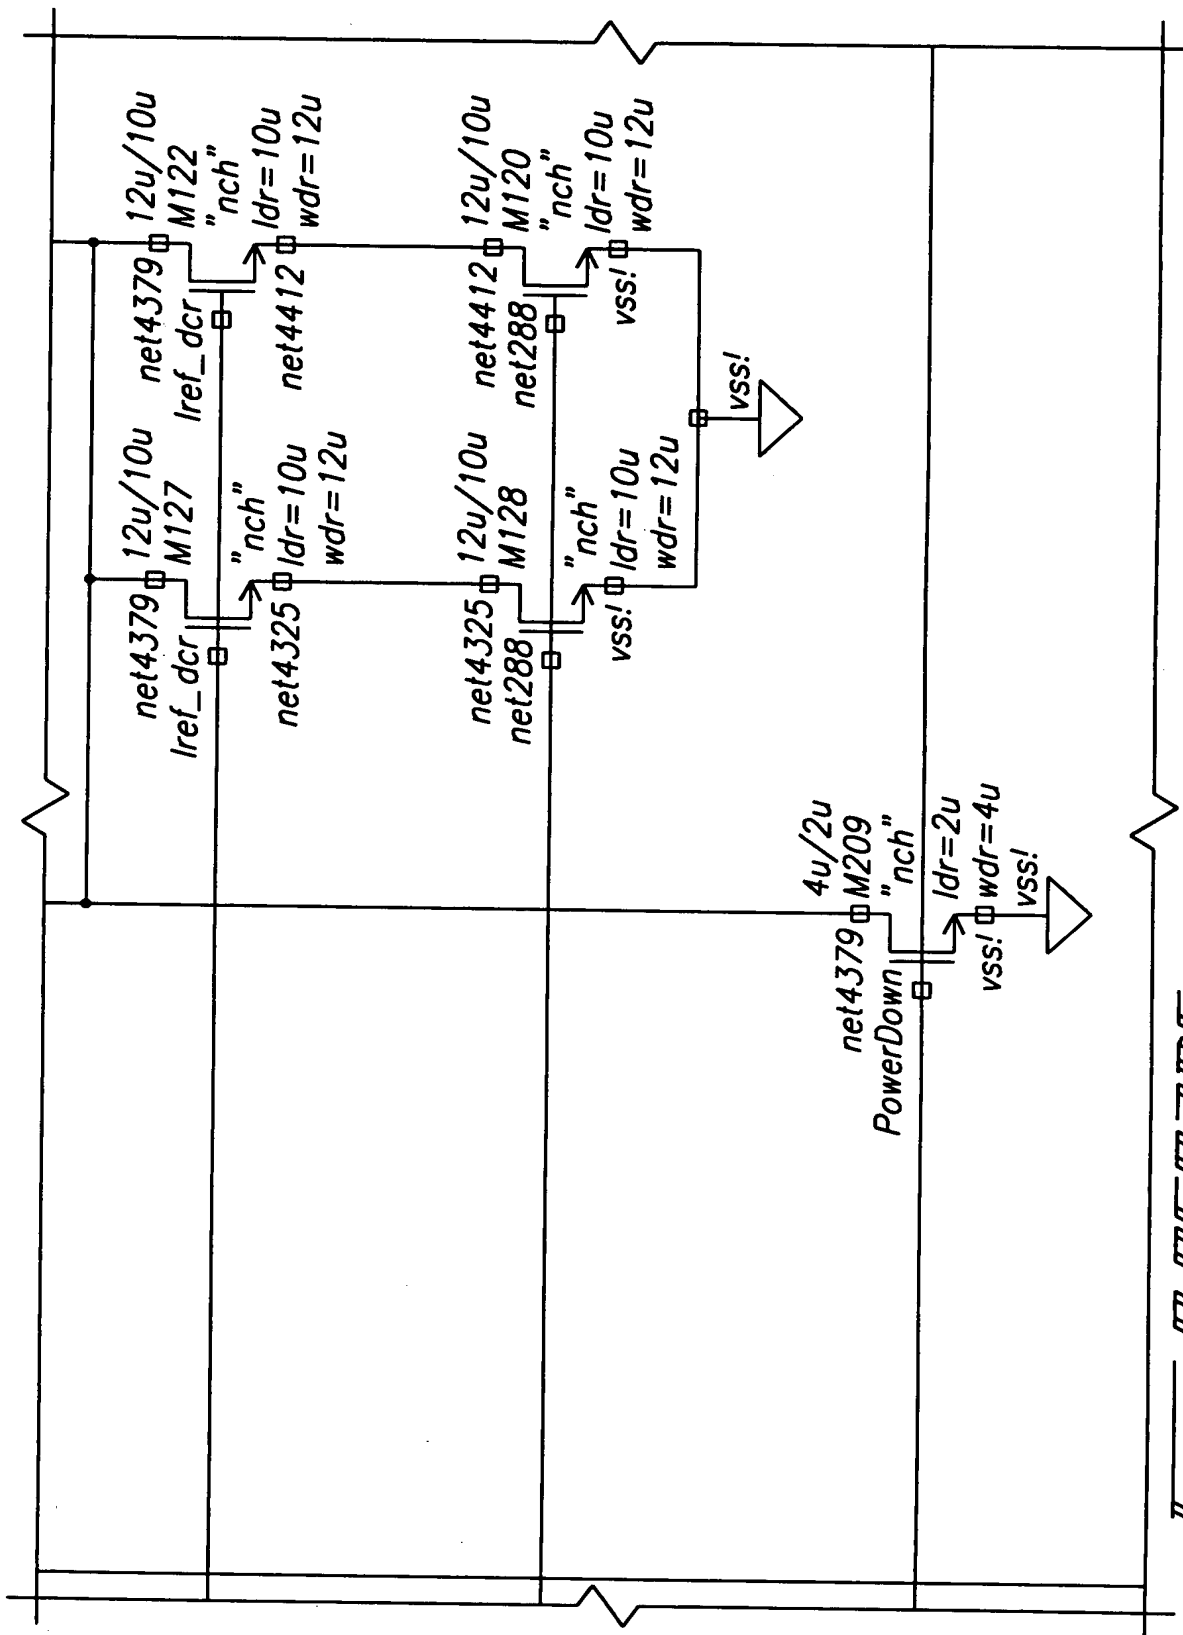 12u/10u
M122
"nch"
ldr=10u
wdr=12u
net4379
Iref_dcr
net4412
12u/10u
M120
"nch"
ldr=10u
wdr=12u
net4412
net288
vss!
12u/10u
M127
"nch"
ldr=10u
wdr=12u
net4379
Iref_dcr
net4325
12u/10u
M128
"nch"
ldr=10u
wdr=12u
net4325
net288
vss!
vss!
4u/2u
M209
"nch"
ldr=2u
wdr=4u
net4379
PowerDown
vss!
vss!